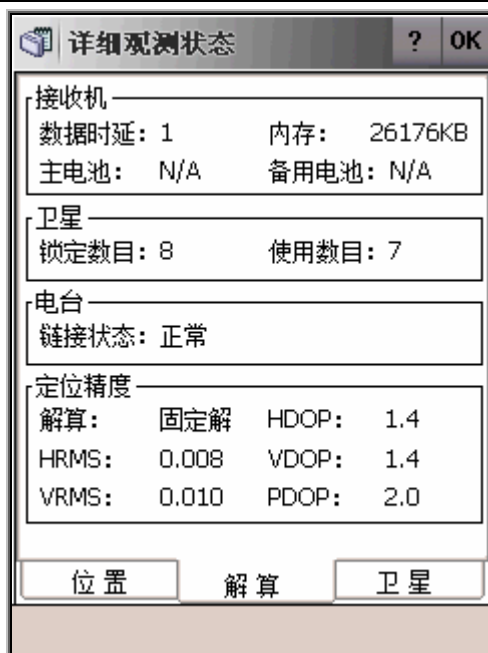 详细观测状态 ? OK
接收机
数据时延: 1 内存: 26176KB
主电池: N/A 备用电池: N/A
卫星
锁定数目: 8 使用数目: 7
电台
链接状态: 正常
定位精度
解算: 固定解 HDOP: 1.4
HRMS: 0.008 VDOP: 1.4
VRMS: 0.010 PDOP: 2.0
位置 解算 卫星